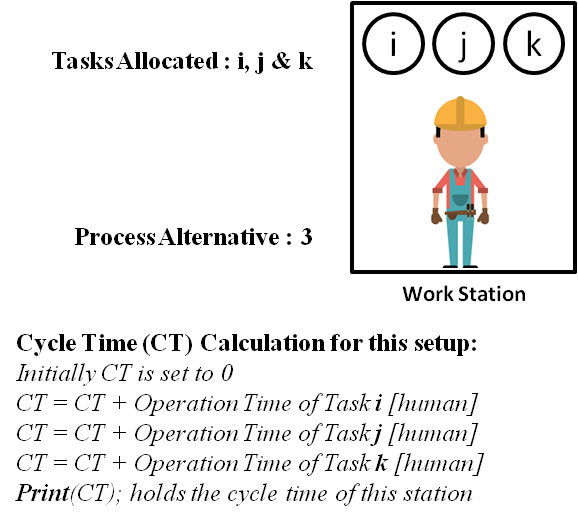 Tasks Allocated : i, j & k
i j k
Process Alternative : 3
Work Station
Cycle Time (CT) Calculation for this setup:
Initially CT is set to 0
CT = CT + Operation Time of Task i [human]
CT = CT + Operation Time of Task j [human]
CT = CT + Operation Time of Task k [human]
Print(CT); holds the cycle time of this station